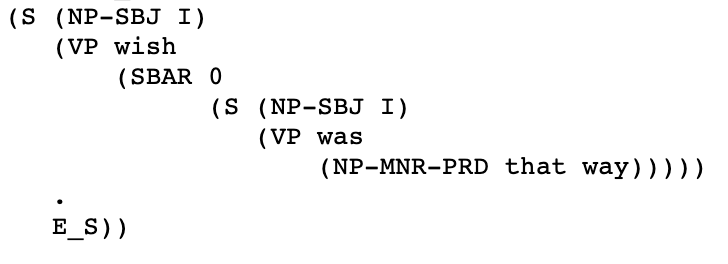 (S (NP-SBJ I)
(VP wish
(SBAR 0
(S (NP-SBJ I)
(VP was
(NP-MNR-PRD that way)))))
.
E_S))